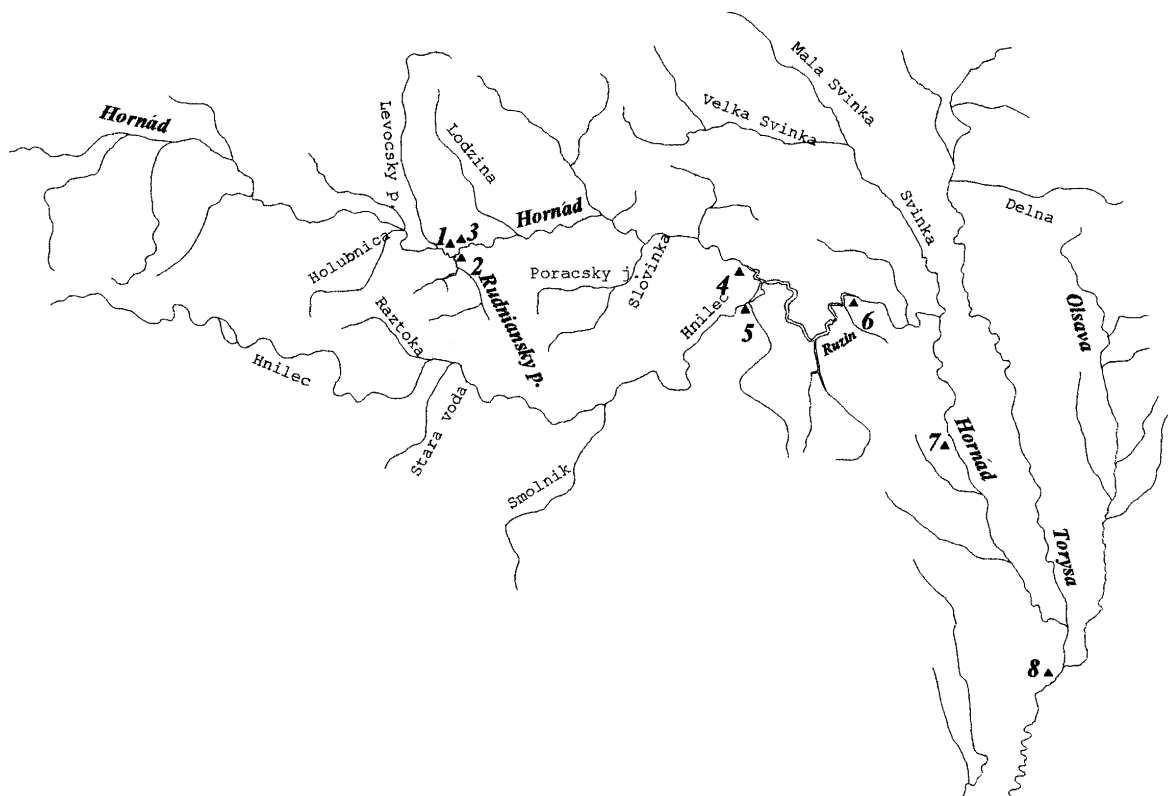 Hornád
Mala Svinka
Velka Svinka
Levocsky p.
Lodzina
Svinka
Delna
Hornád
Holubnica
1
3
2
Poracsky j.
Slovinka
Rudniansky p.
4
Hnilec
5
6
Ruzin
Olsava
Raztoka
Hnilec
Stara voda
7
Hornád
Smolnik
Torysa
8